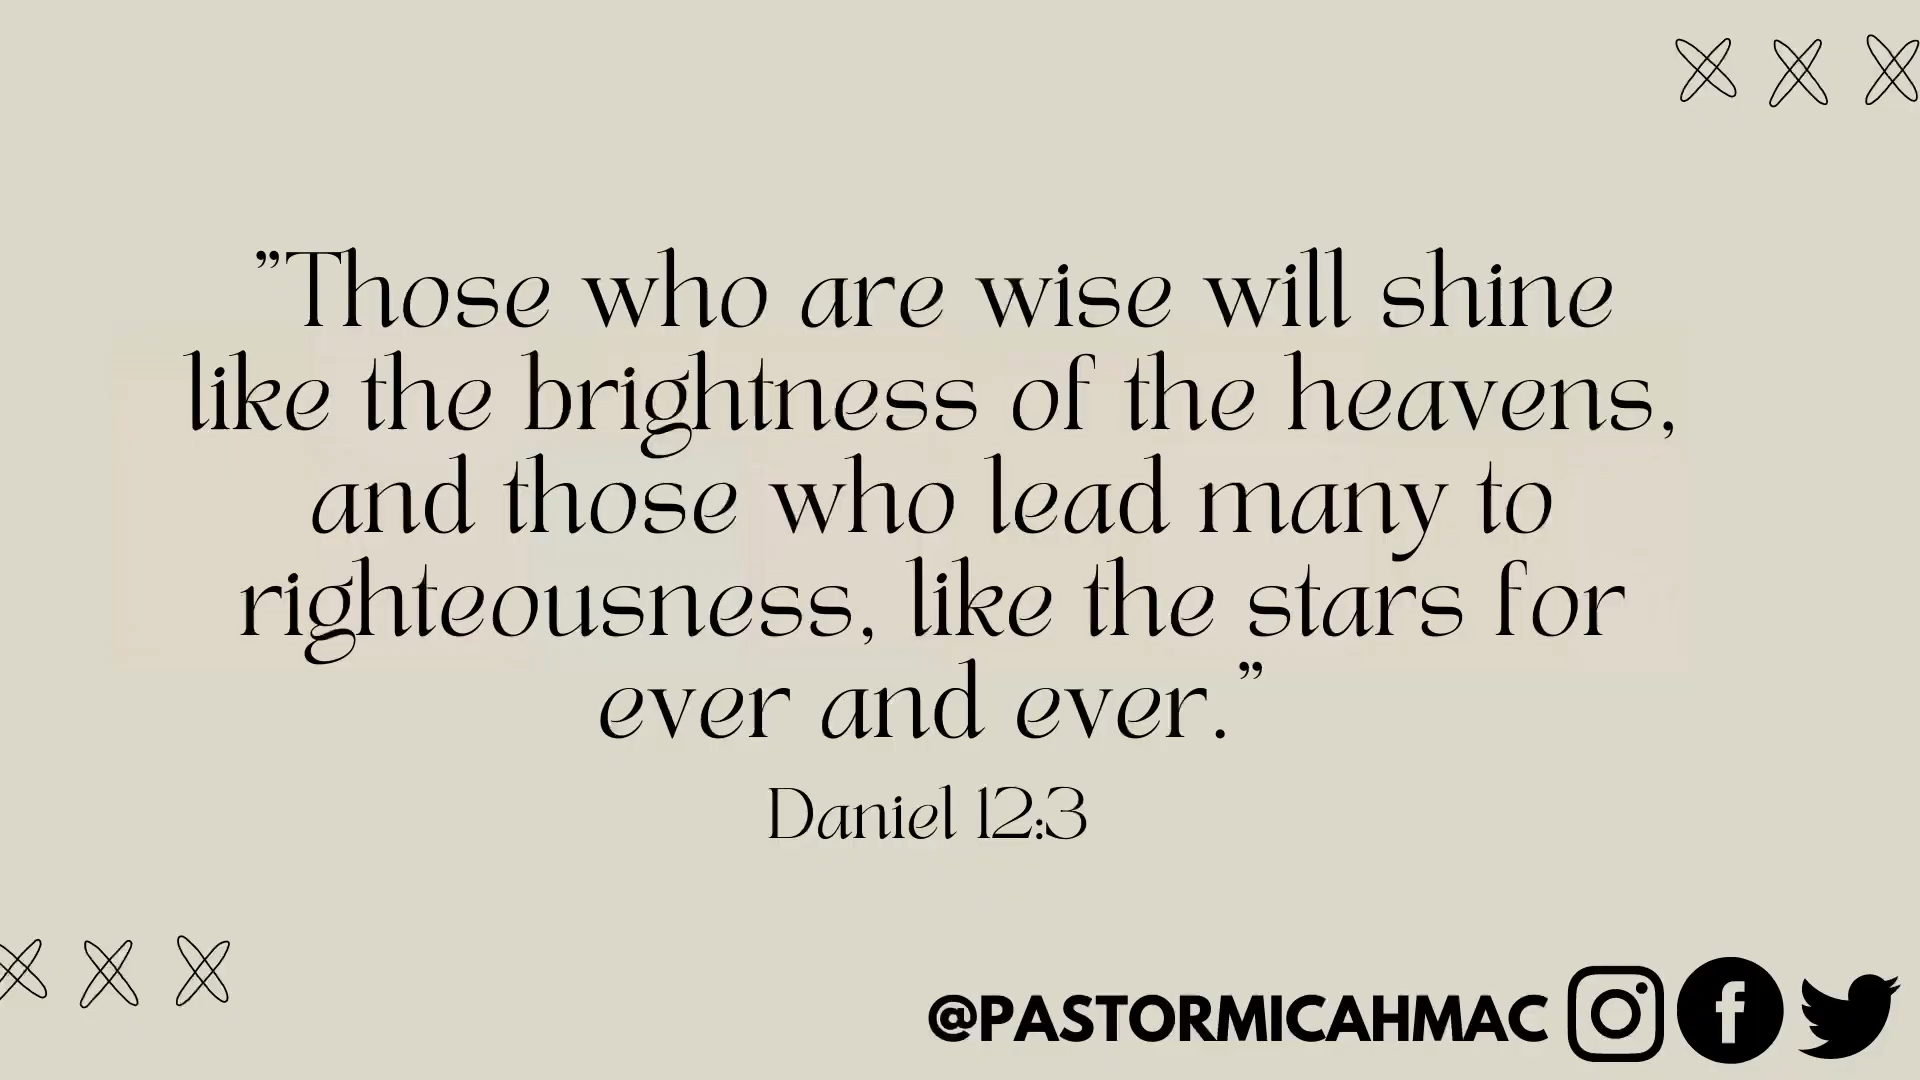 ”Those who are wise will shine
like the brightness of the heavens,
and those who lead many to
righteousness, like the stars for
ever and ever.”
Daniel 12:3
@PASTORMICAHMAC